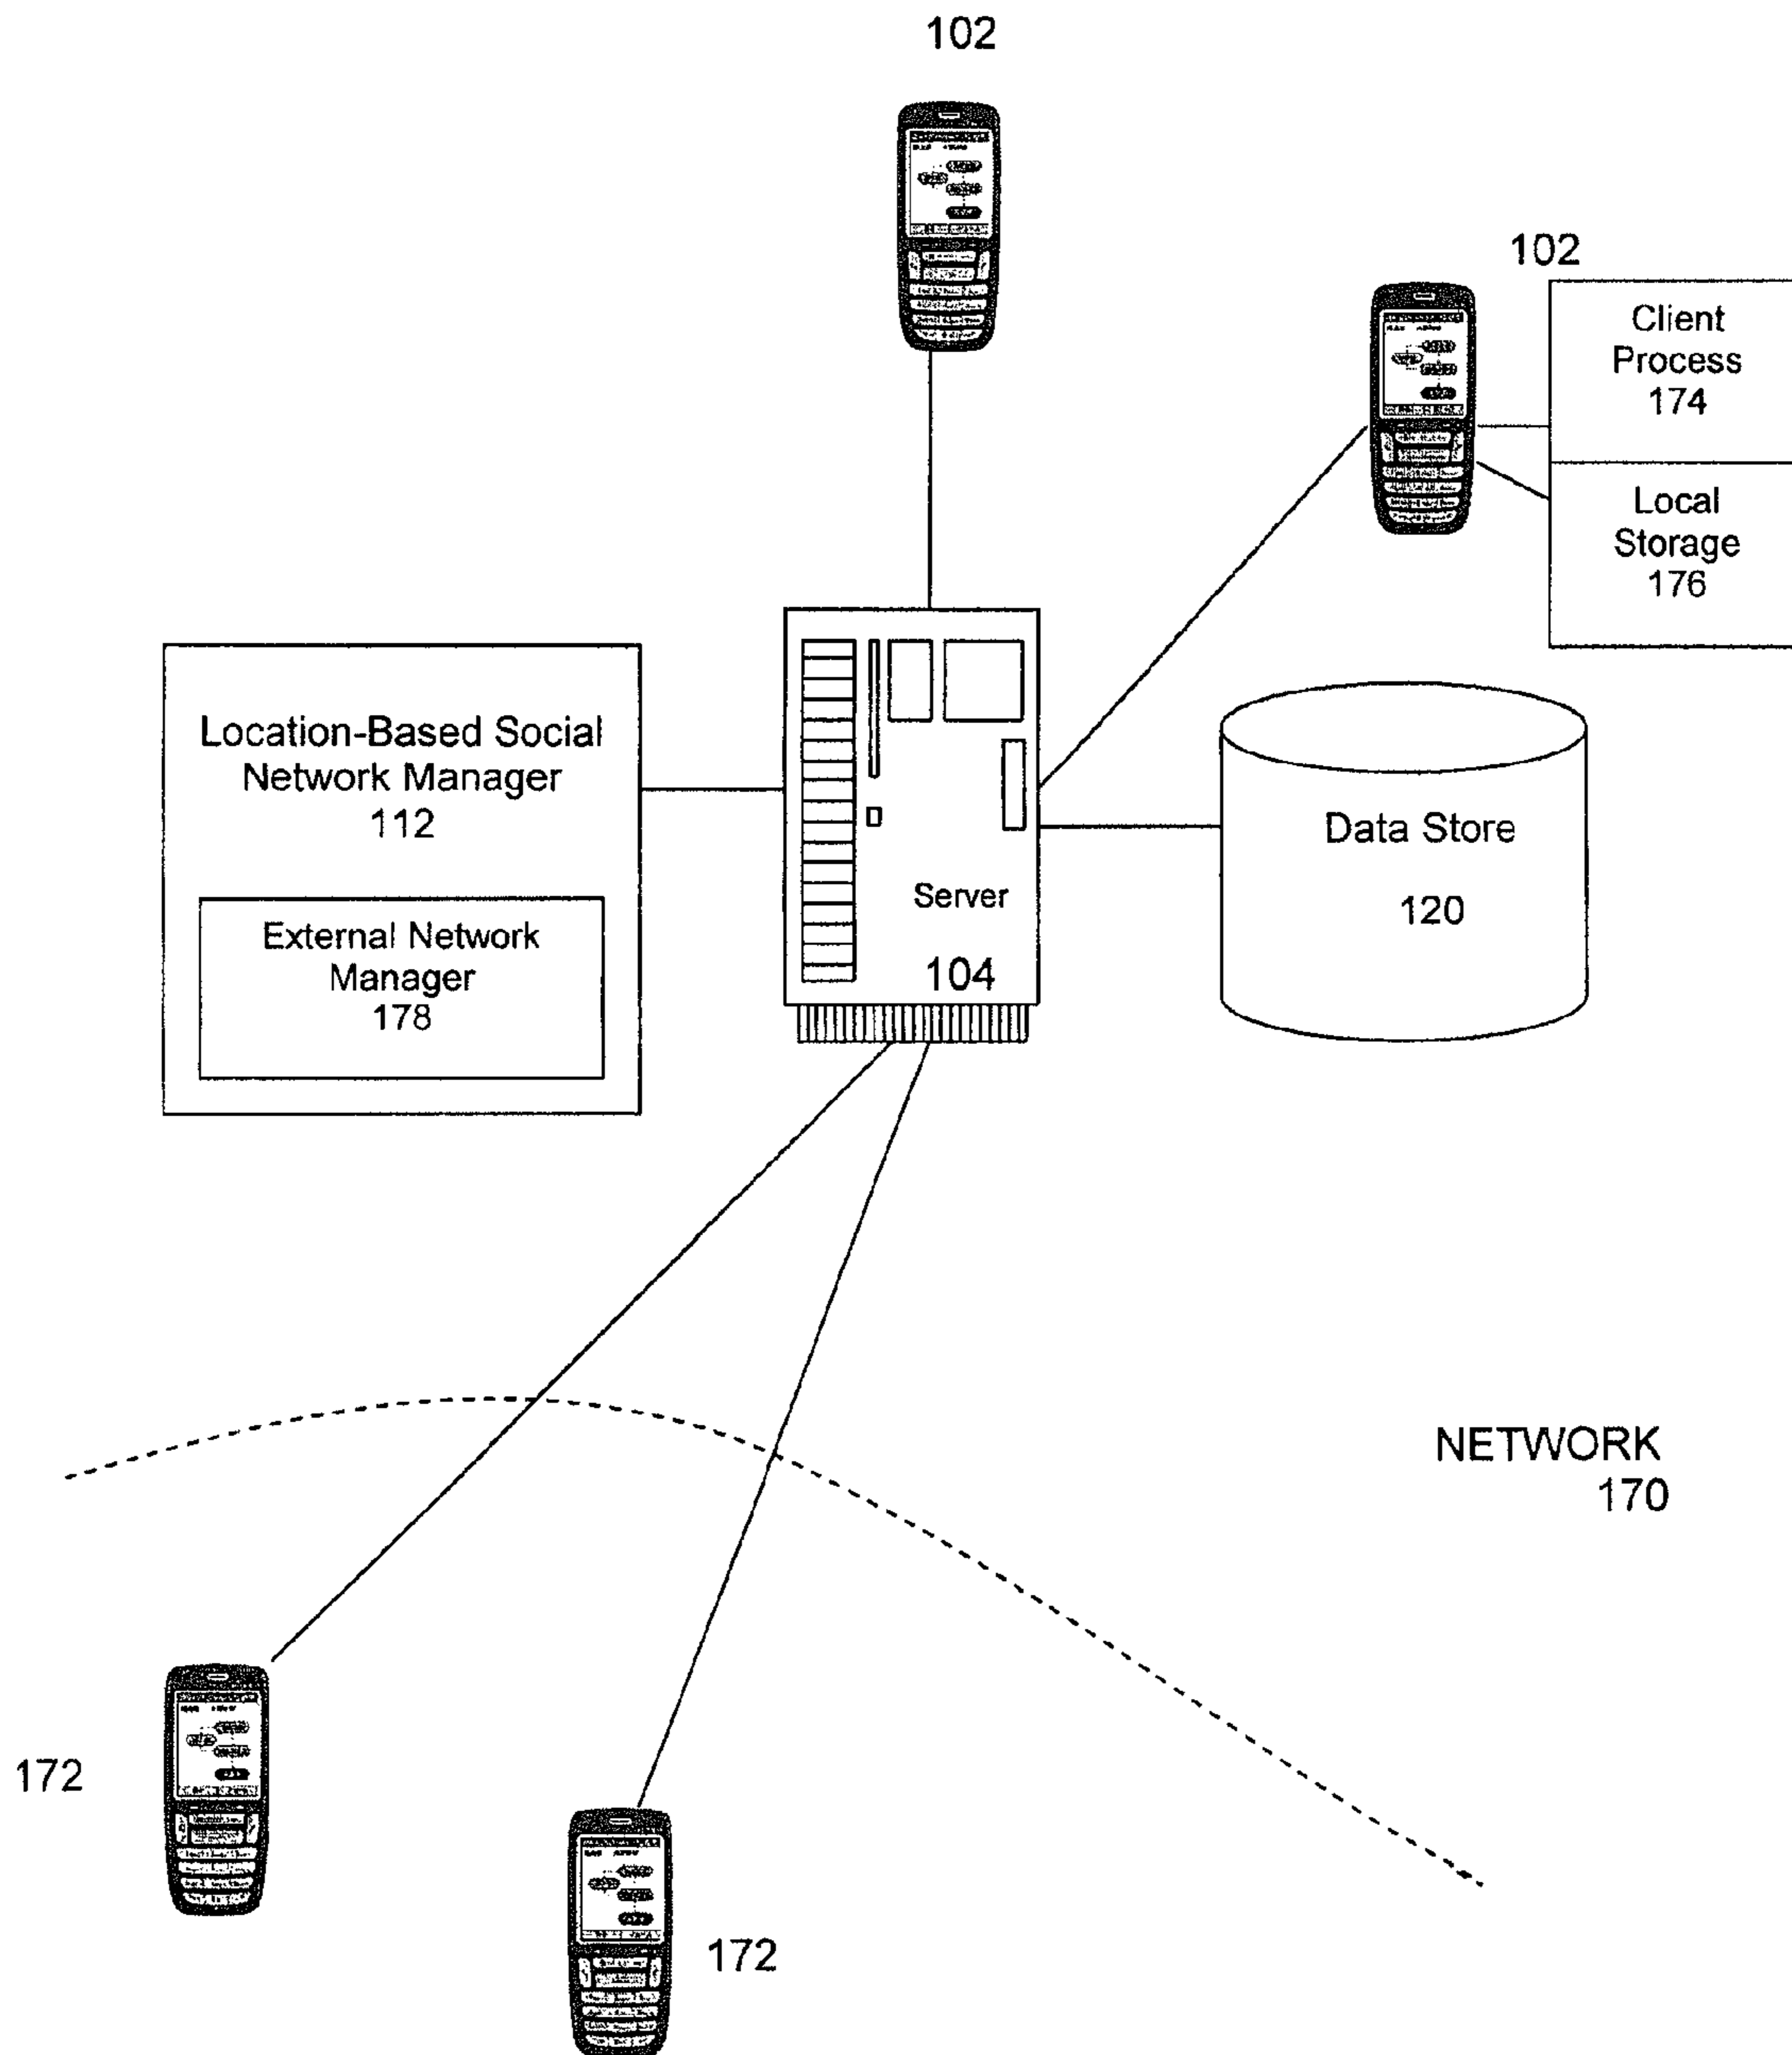 102
102
Client
Process
174
Local
Storage
176
Location-Based Social
Network Manager
112
External Network
Manager
178
Server
104
Data Store
120
NETWORK
170
172
172